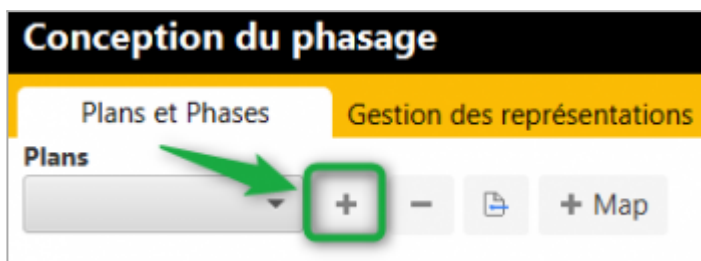 Conception du phasage
Plans et Phases Gestion des représentations
Plans
+ - + Map